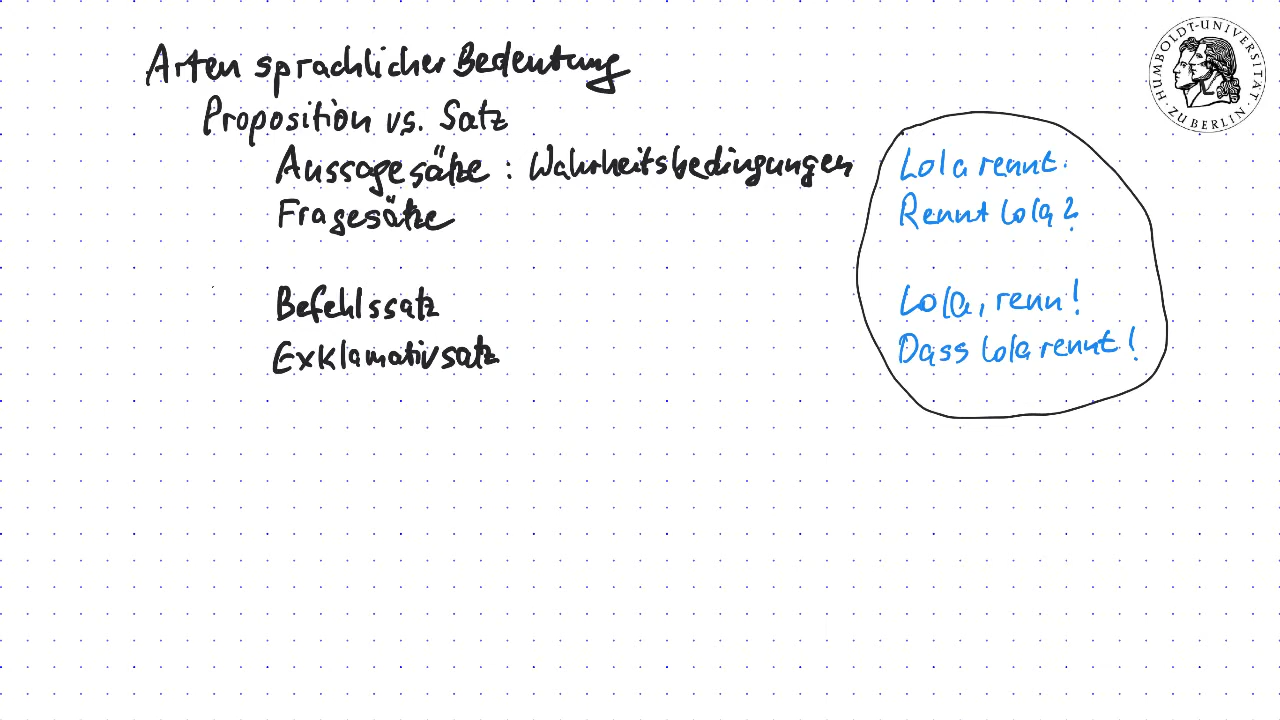 Arten sprachlicher Bedeutung
Proposition vs. Satz
Aussagesätze : Wahrheitsbedingungen Lola rennt.
Fragesätze Rennt Lola?
Befehlssatz Lola, renn!
Exklamativsatz Dass Lola rennt!
HUMBOLDT-UNIVERSITÄT ZU BERLIN